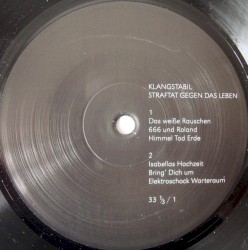 KLANGSTABIL
STRAFTAT GEGEN DAS LEBEN
1
Das weiße Rauschen
666 und Roland
Himmel Tod Erde
2
Isabellas Hochzeit
Bring' Dich um
Elektroschock Warteraum
33 ⅓ / 1